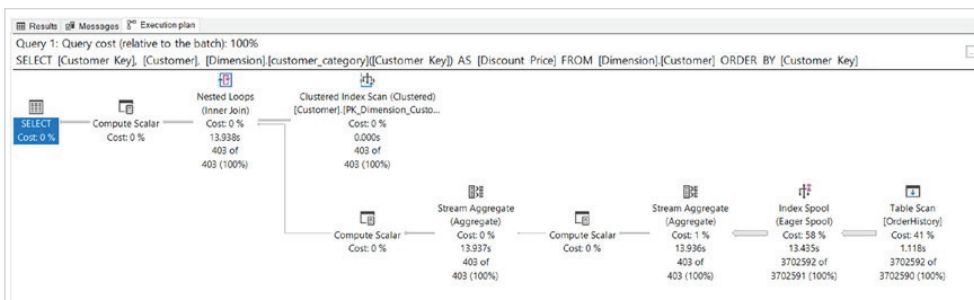 Results Messages Execution plan
Query 1: Query cost (relative to the batch): 100%
SELECT [Customer Key], [Customer], [Dimension].[customer_category]([Customer Key]) AS [Discount Price] FROM [Dimension].[Customer] ORDER BY [Customer Key]
SELECT
Cost: 0 %
Compute Scalar
Cost: 0 %
Nested Loops
(Inner Join)
Cost: 0 %
13.938s
403 of
403 (100%)
Clustered Index Scan (Clustered)
[Customer].[PK_Dimension_Custo...
Cost: 0 %
0.000s
403 of
403 (100%)
Compute Scalar
Cost: 0 %
Stream Aggregate
(Aggregate)
Cost: 0 %
13.937s
403 of
403 (100%)
Compute Scalar
Cost: 0 %
Stream Aggregate
(Aggregate)
Cost: 1 %
13.936s
403 of
403 (100%)
Index Spool
(Eager Spool)
Cost: 58 %
13.435s
3702592 of
3702591 (100%)
Table Scan
[OrderHistory]
Cost: 41 %
1.118s
3702592 of
3702590 (100%)